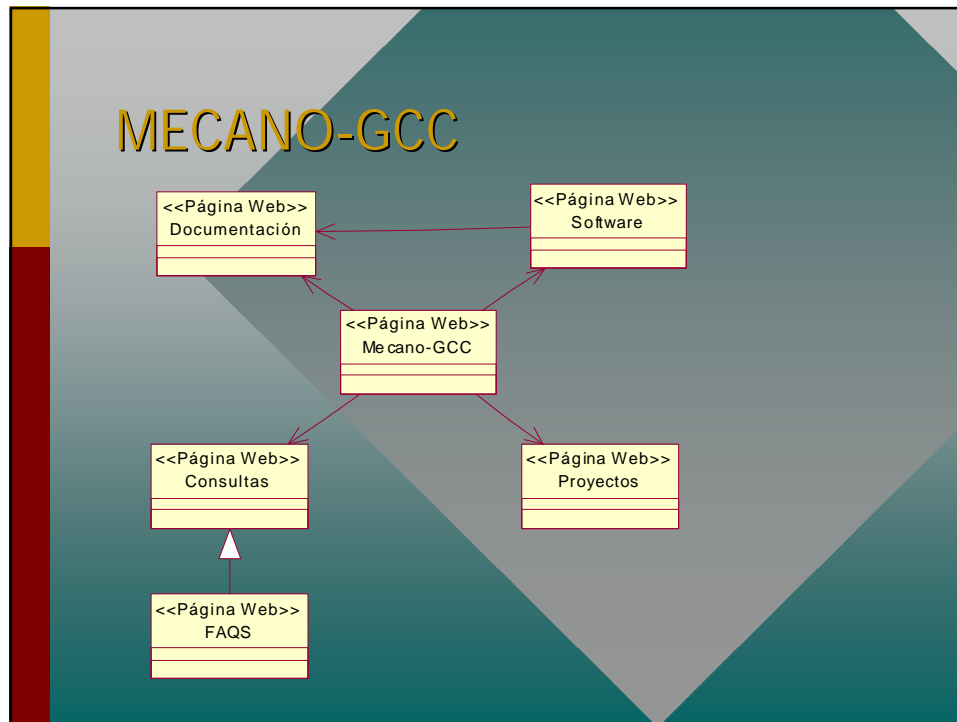 MECANO-GCC
<<Página Web>>
Documentación
<<Página Web>>
Software
<<Página Web>>
Mecano-GCC
<<Página Web>>
Consultas
<<Página Web>>
Proyectos
<<Página Web>>
FAQS